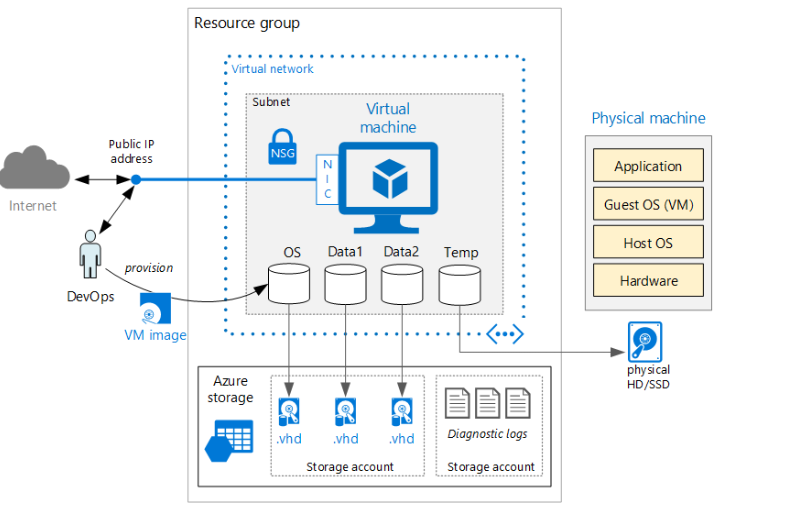 Resource group
Virtual network
Subnet
Virtual
machine
NSG
N
I
C
Public IP
address
Internet
DevOps
provision
VM image
OS
Data1
Data2
Temp
Physical machine
Application
Guest OS (VM)
Host OS
Hardware
physical
HD/SSD
Azure
storage
.vhd
.vhd
.vhd
Storage account
Diagnostic logs
Storage account